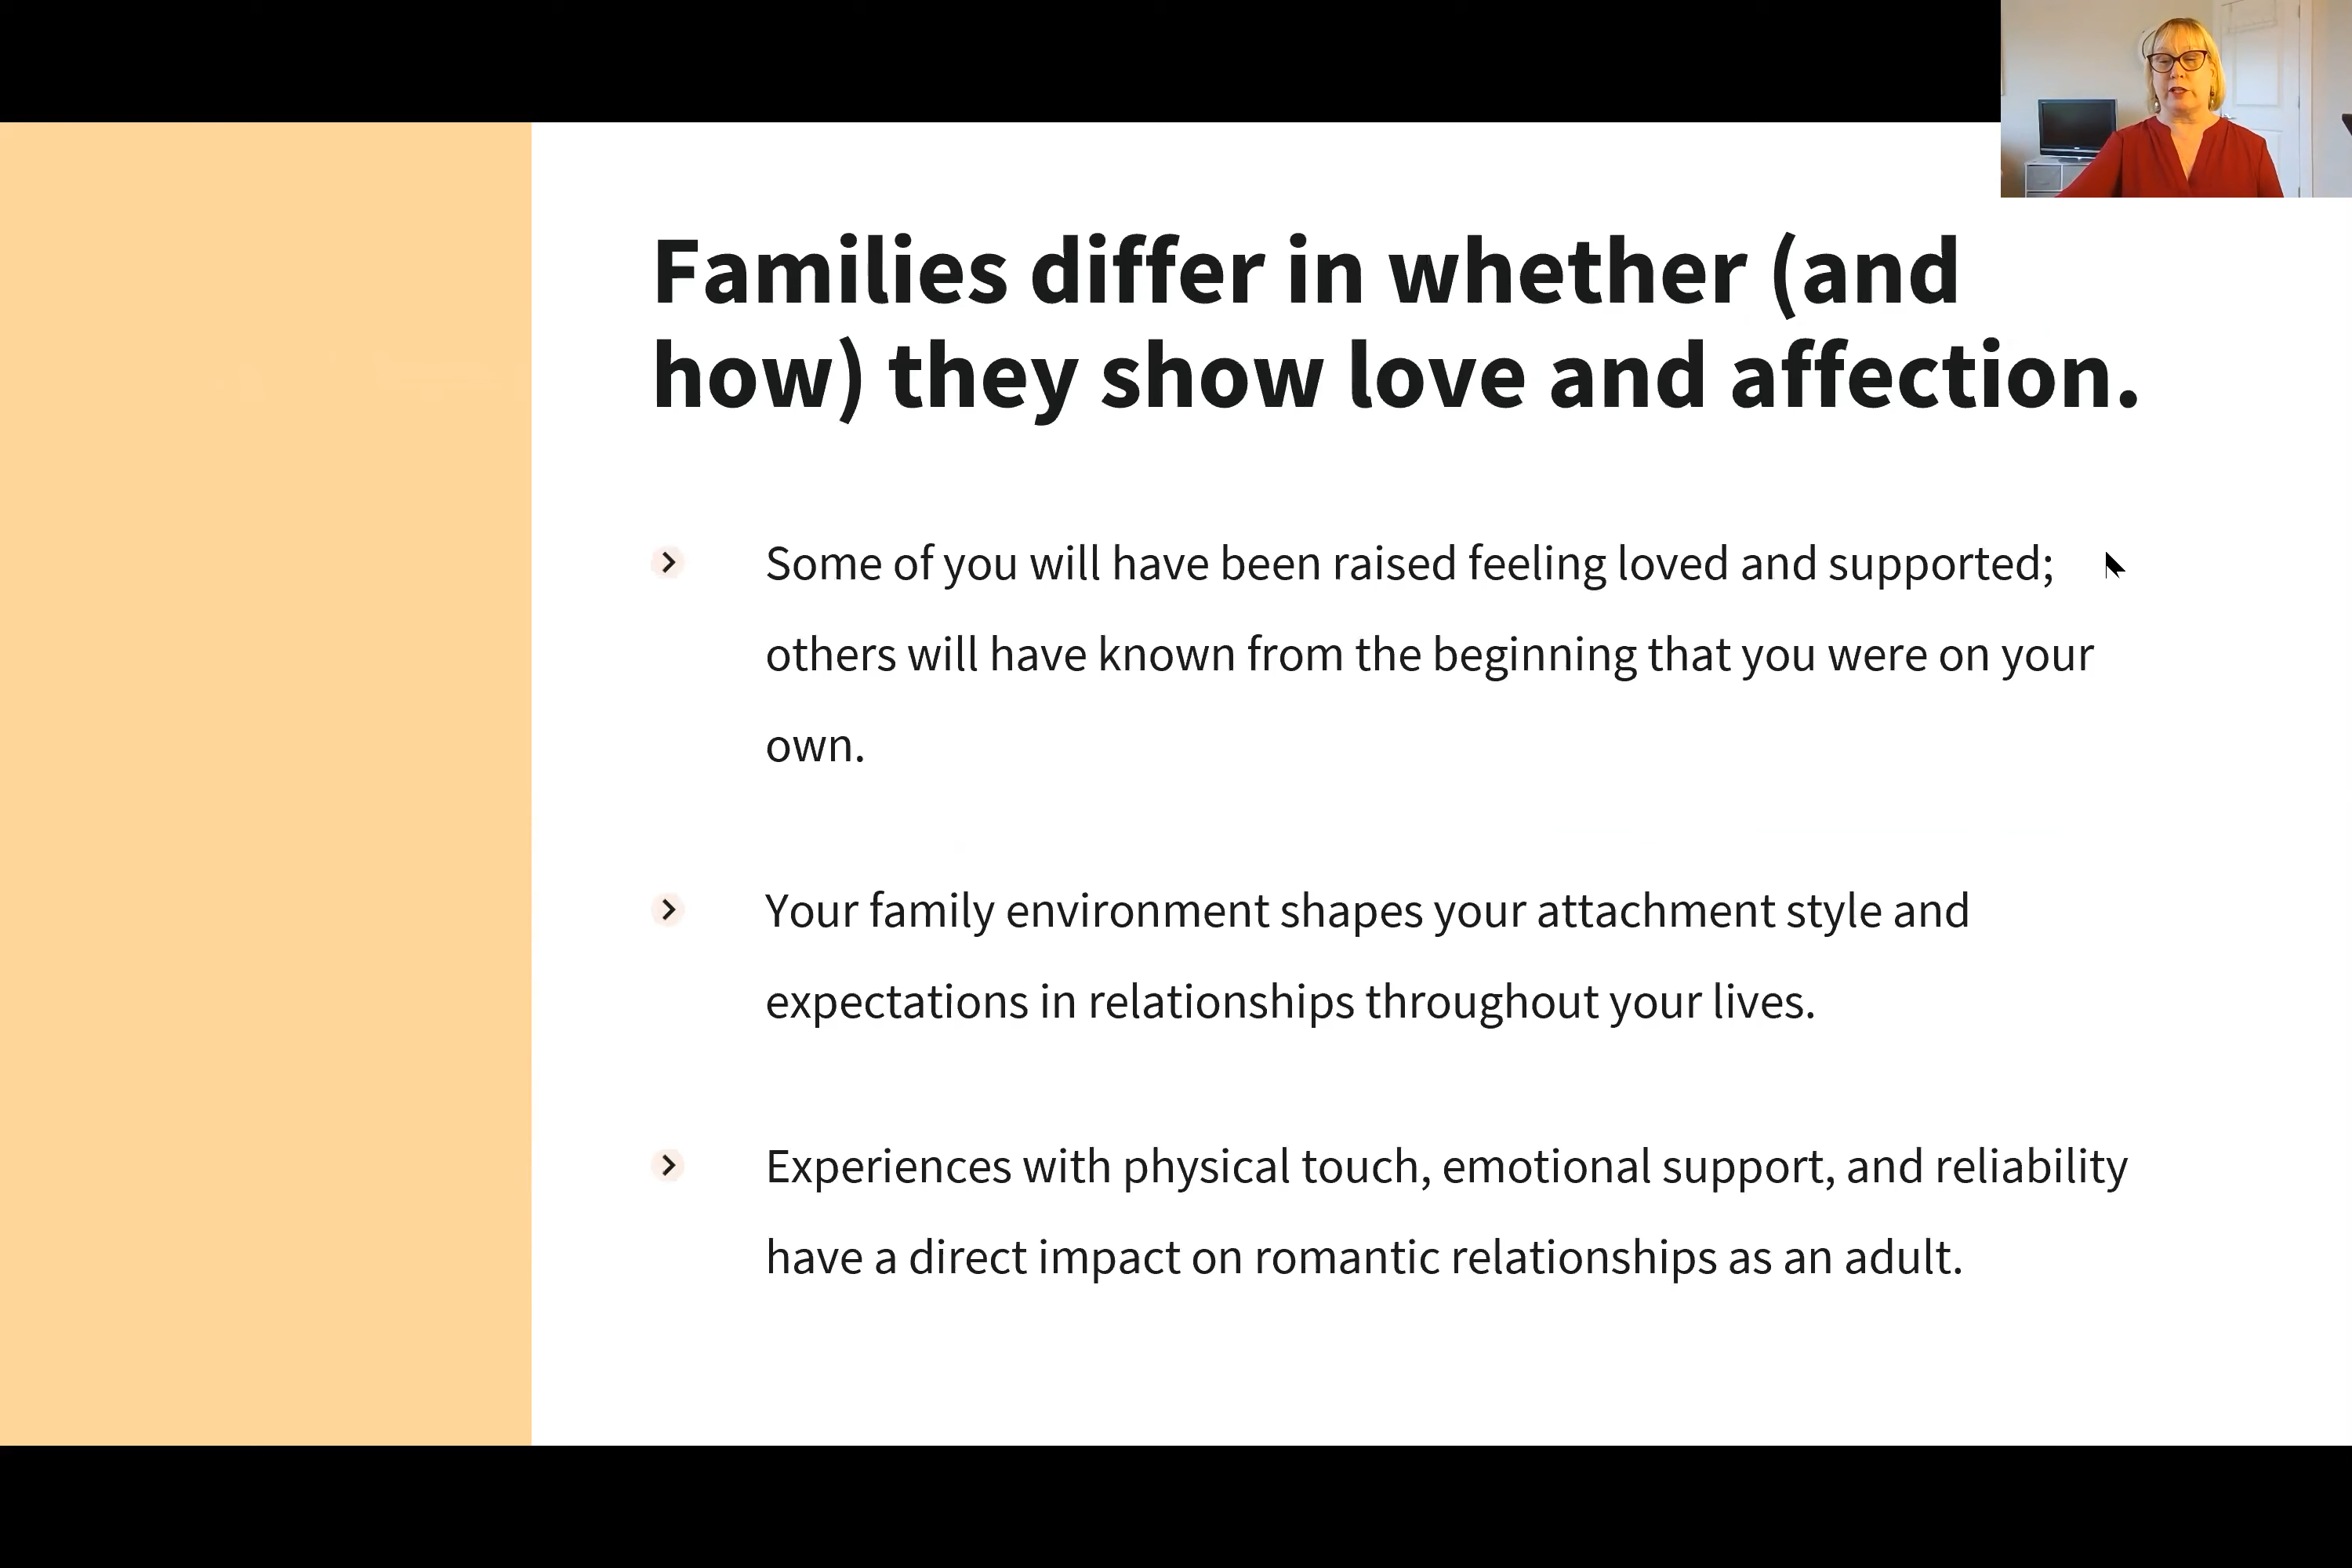 Families differ in whether (and
how) they show love and affection.
Some of you will have been raised feeling loved and supported;
others will have known from the beginning that you were on your
own.
Your family environment shapes your attachment style and
expectations in relationships throughout your lives.
Experiences with physical touch, emotional support, and reliability
have a direct impact on romantic relationships as an adult.